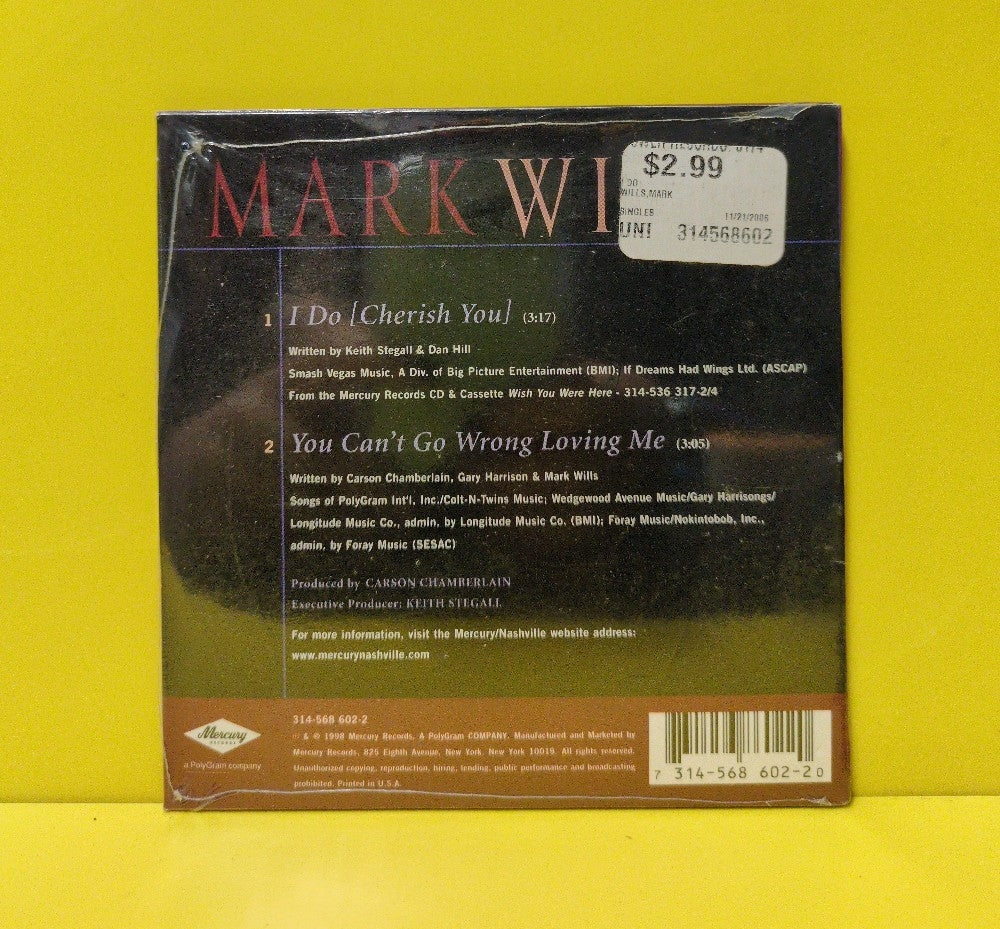 MARK WI
$2.99
WILLS,MARK
SINGLES 11/21/2006
UNI 314568602
1 I Do [Cherish You] (3:17)
Written by Keith Stegall & Dan Hill
Smash Vegas Music, A Div. of Big Picture Entertainment (BMI); If Dreams Had Wings Ltd. (ASCAP)
From the Mercury Records CD & Cassette Wish You Were Here - 314-536 317-2/4
2 You Can't Go Wrong Loving Me (3:05)
Written by Carson Chamberlain, Gary Harrison & Mark Wills
Songs of PolyGram Int'l, Inc./Colt-N-Twins Music; Wedgewood Avenue Music/Gary Harrisongs/
Longitude Music Co., admin, by Longitude Music Co. (BMI); Foray Music/Nokintobob, Inc.,
admin, by Foray Music (SESAC)
Produced by CARSON CHAMBERLAIN
Executive Producer: KEITH STEGALL
For more information, visit the Mercury/Nashville website address:
www.mercurynashville.com
Mercury
RECORDS
a PolyGram company
314-568 602-2
℗ & © 1998 Mercury Records, A PolyGram COMPANY. Manufactured and Marketed by
Mercury Records, 825 Eighth Avenue, New York, New York 10019. All rights reserved.
Unauthorized copying, reproduction, hiring, lending, public performance and broadcasting
prohibited. Printed in U.S.A.
7 314-568 602-2 0